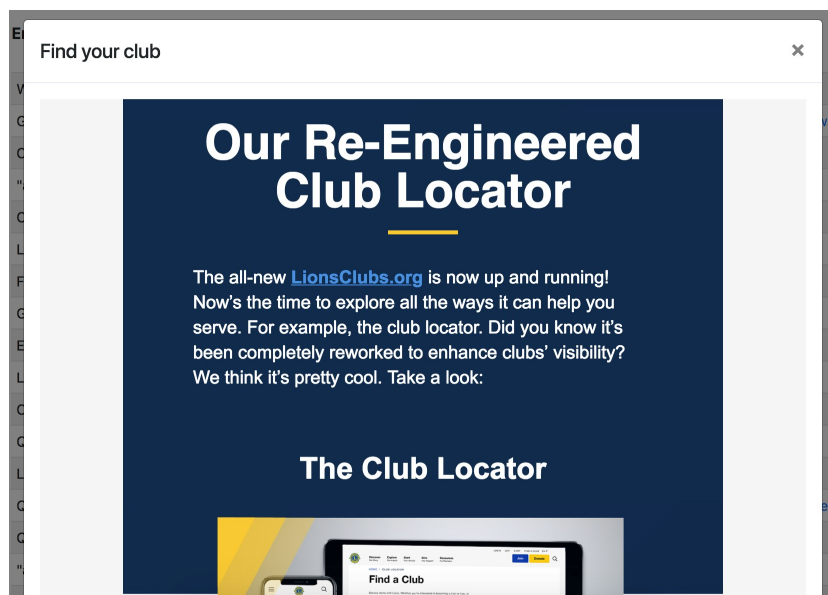 Find your club
×
Our Re-Engineered
Club Locator
The all-new LionsClubs.org is now up and running!
Now’s the time to explore all the ways it can help you
serve. For example, the club locator. Did you know it’s
been completely reworked to enhance clubs’ visibility?
We think it’s pretty cool. Take a look:
The Club Locator
Find a Club